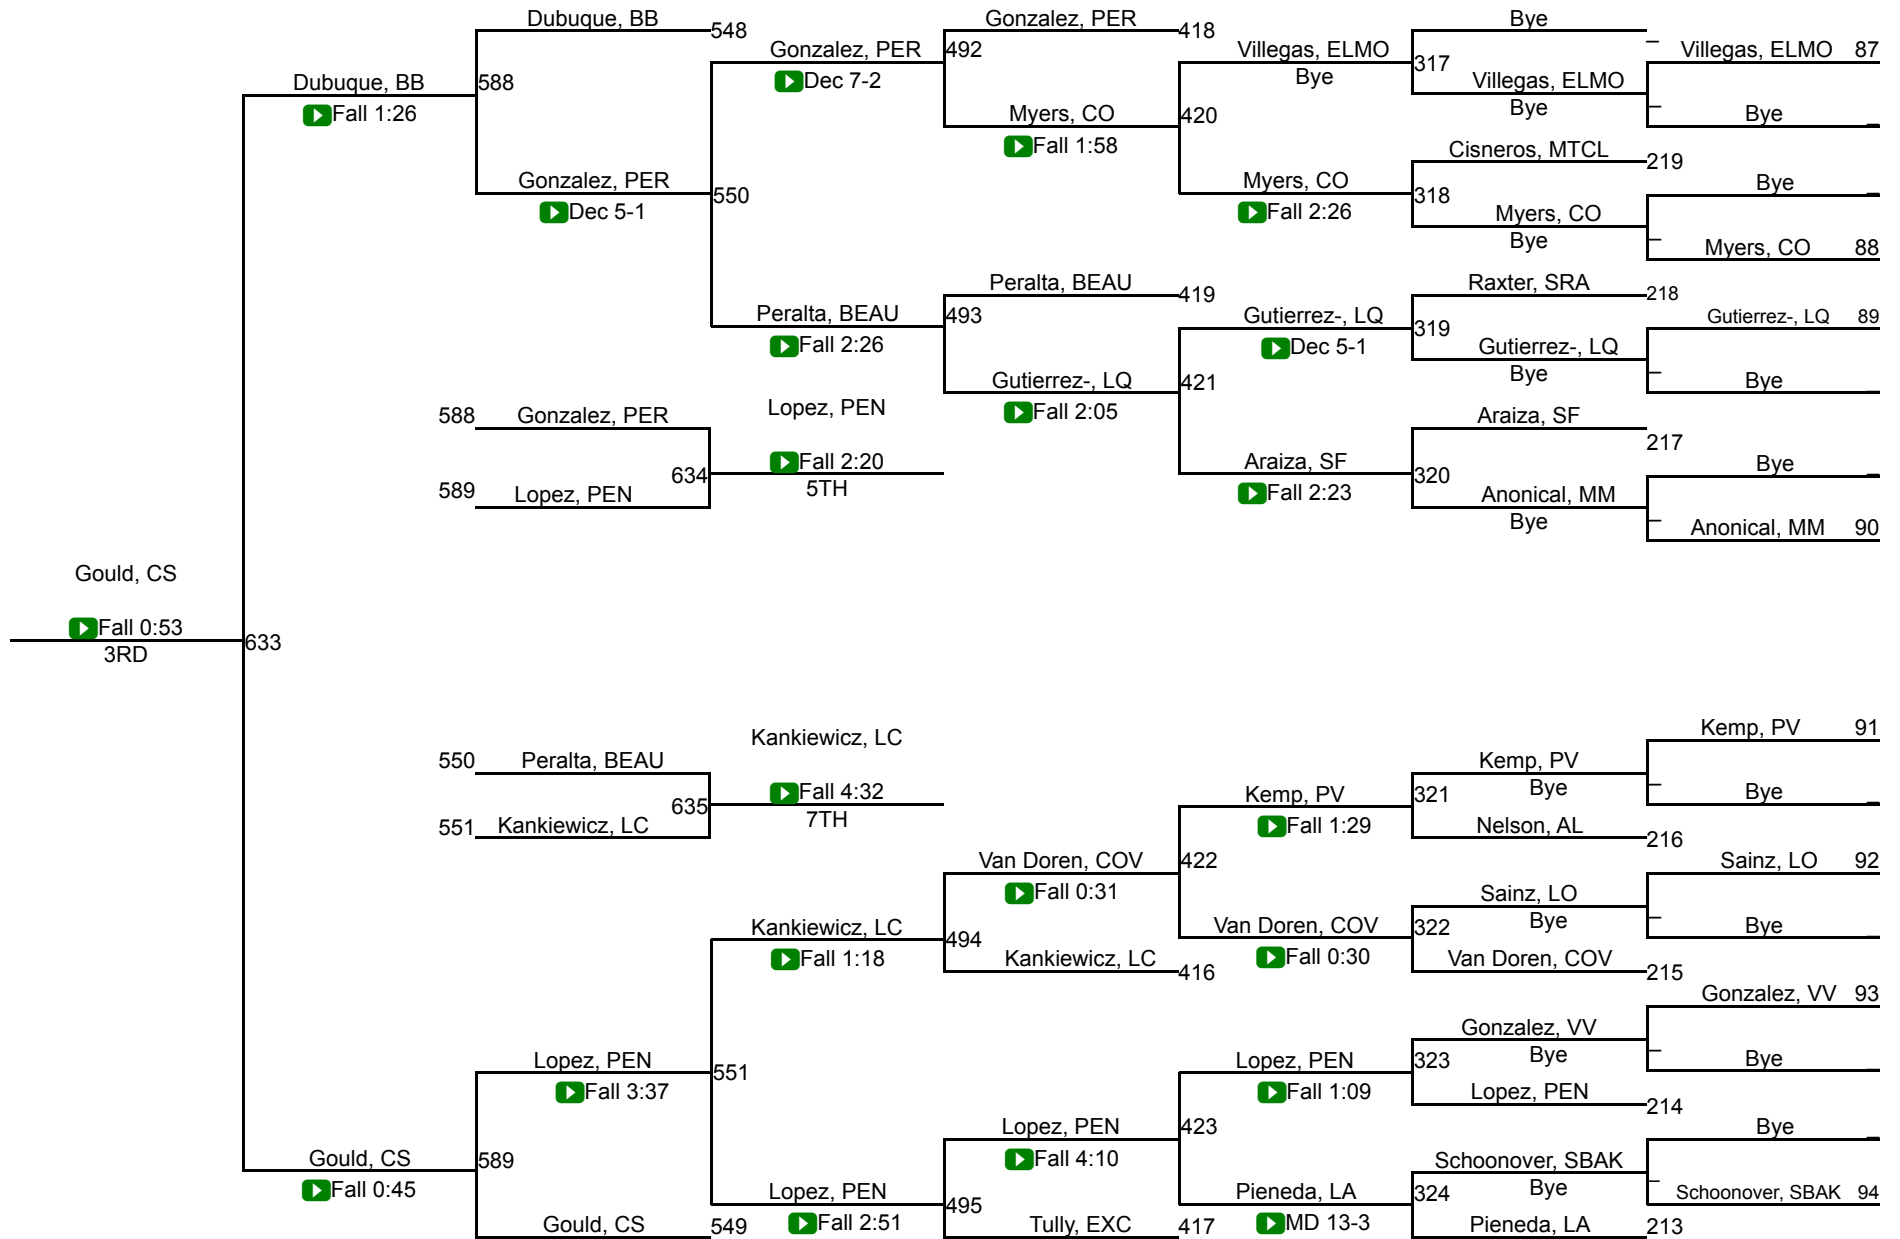 Dubuque, BB
548
Gonzalez, PER
418
Bye
Villegas, ELMO 87
Gonzalez, PER
492
Villegas, ELMO
Bye
317
Dubuque, BB
Fall 1:26
588
Dec 7-2
Villegas, ELMO
Bye
Bye
Myers, CO
Fall 1:58
420
Cisneros, MTCL
219
Gonzalez, PER
Dec 5-1
550
Myers, CO
Fall 2:26
318
Bye
Myers, CO
Bye
Myers, CO 88
Peralta, BEAU
419
Raxter, SRA
218
Peralta, BEAU
Fall 2:26
493
Gutierrez-, LQ
Dec 5-1
319
Gutierrez-, LQ 89
Gutierrez-, LQ
Bye
Bye
Gutierrez-, LQ
Fall 2:05
421
588
Gonzalez, PER
Lopez, PEN
Araiza, SF
217
634
Fall 2:20
5TH
Araiza, SF
Fall 2:23
320
Bye
589
Lopez, PEN
Anonical, MM
Bye
Anonical, MM 90
Gould, CS
Fall 0:53
3RD
633
Kankiewicz, LC
Kemp, PV 91
550
Peralta, BEAU
Kemp, PV
Bye
Fall 4:32
7TH
635
Kemp, PV
Fall 1:29
321
Bye
551
Kankiewicz, LC
Nelson, AL
216
Van Doren, COV
Fall 0:31
422
Sainz, LO 92
Sainz, LO
Bye
Kankiewicz, LC
Fall 1:18
494
Van Doren, COV
Fall 0:30
322
Bye
Kankiewicz, LC
416
Van Doren, COV
215
Gonzalez, VV 93
Gonzalez, VV
Bye
Lopez, PEN
Fall 3:37
551
Lopez, PEN
Fall 1:09
323
Bye
Lopez, PEN
214
Lopez, PEN
Fall 4:10
423
Bye
Gould, CS
Fall 0:45
589
Schoonover, SBAK
Bye
Lopez, PEN
Fall 2:51
495
Pieneda, LA
MD 13-3
324
Schoonover, SBAK 94
Gould, CS
549
Tully, EXC
417
Pieneda, LA
213